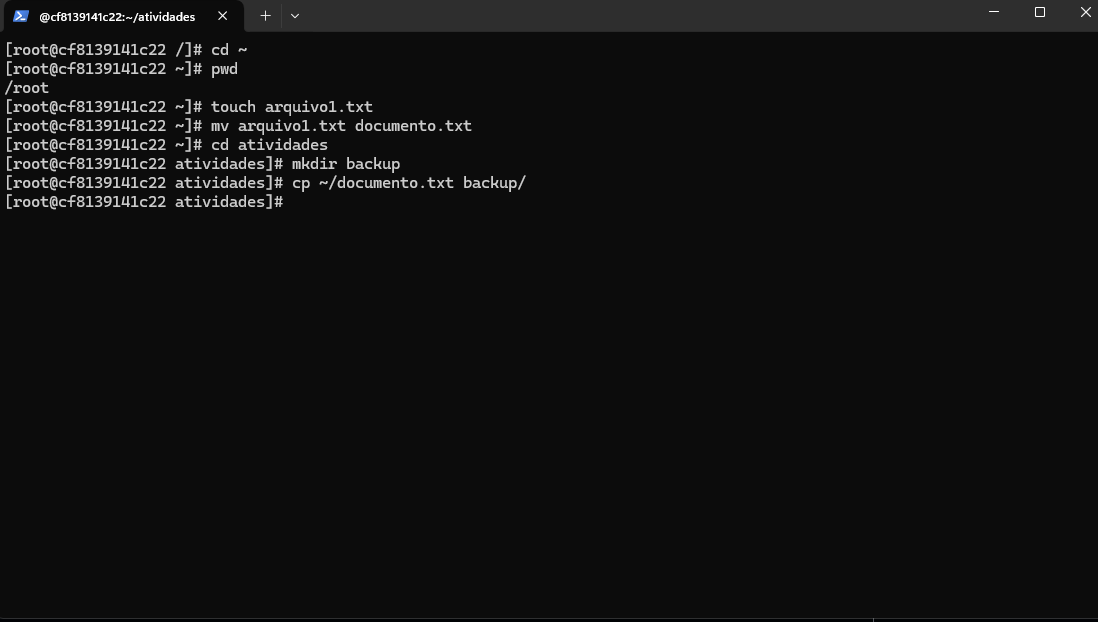 @cf8139141c22:~/atividades
[root@cf8139141c22 /]# cd ~
[root@cf8139141c22 ~]# pwd
/root
[root@cf8139141c22 ~]# touch arquivo1.txt
[root@cf8139141c22 ~]# mv arquivo1.txt documento.txt
[root@cf8139141c22 ~]# cd atividades
[root@cf8139141c22 atividades]# mkdir backup
[root@cf8139141c22 atividades]# cp ~/documento.txt backup/
[root@cf8139141c22 atividades]#